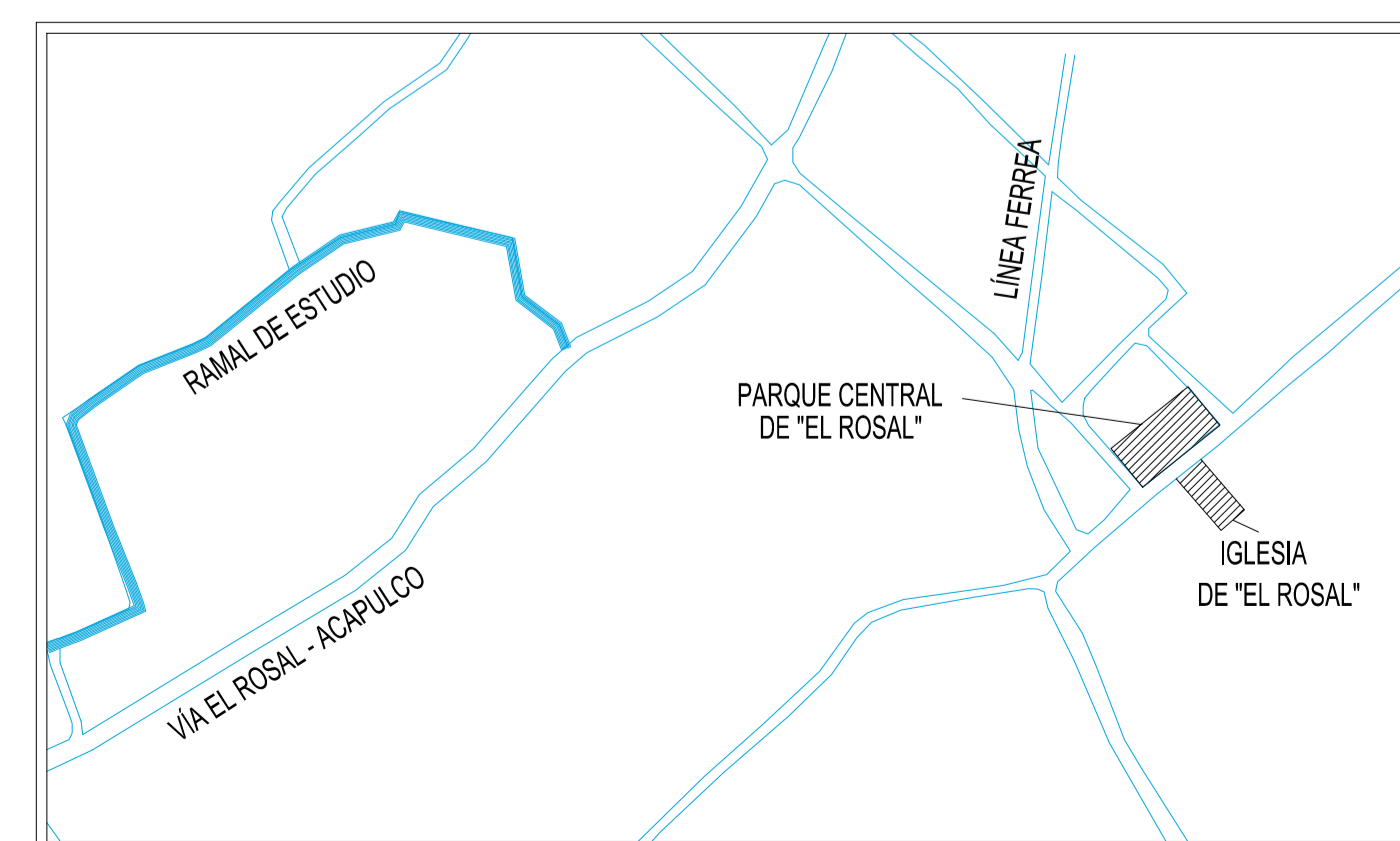 LÍNEA FERREA
RAMAL DE ESTUDIO
PARQUE CENTRAL
DE "EL ROSAL"
IGLESIA
DE "EL ROSAL"
VÍA EL ROSAL - ACAPULCO